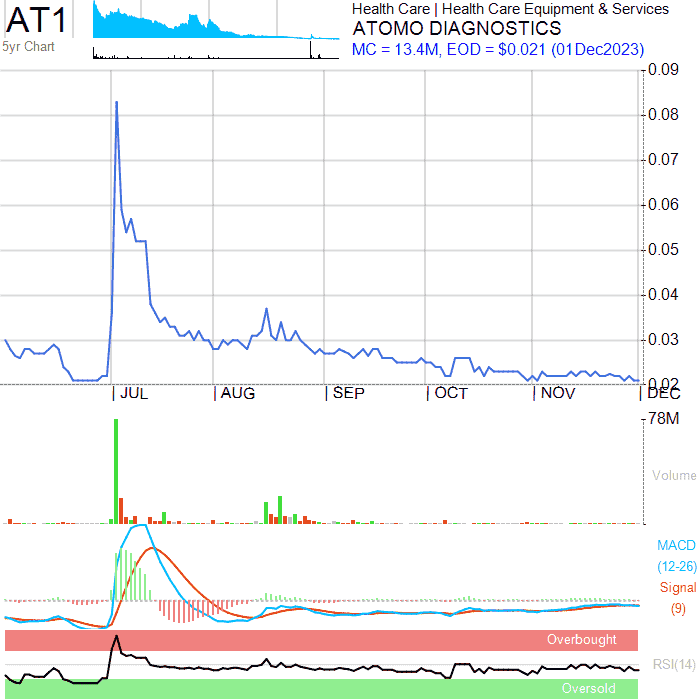 AT1
5yr Chart
Health Care | Health Care Equipment & Services
ATOMO DIAGNOSTICS
MC = 13.4M, EOD = $0.021 (01Dec2023)
0.09
0.08
0.07
0.06
0.05
0.04
0.03
0.02
JUL AUG SEP OCT NOV DEC
78M
Volume
MACD
(12-26)
Signal
(9)
Overbought
RSI(14)
Oversold